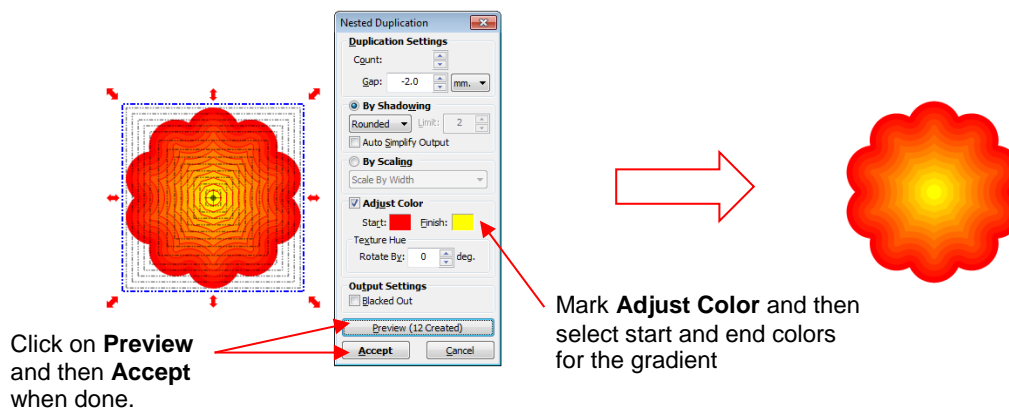 Nested Duplication
Duplication Settings
Count:
Gap: -2.0 mm.
By Shadowing
Rounded Limit: 2
Auto Simplify Output
By Scaling
Scale By Width
Adjust Color
Start: Finish:
Texture Hue
Rotate By: 0 deg.
Output Settings
Blacked Out
Preview (12 Created)
Accept Cancel
Click on Preview
and then Accept
when done.
Mark Adjust Color and then
select start and end colors
for the gradient